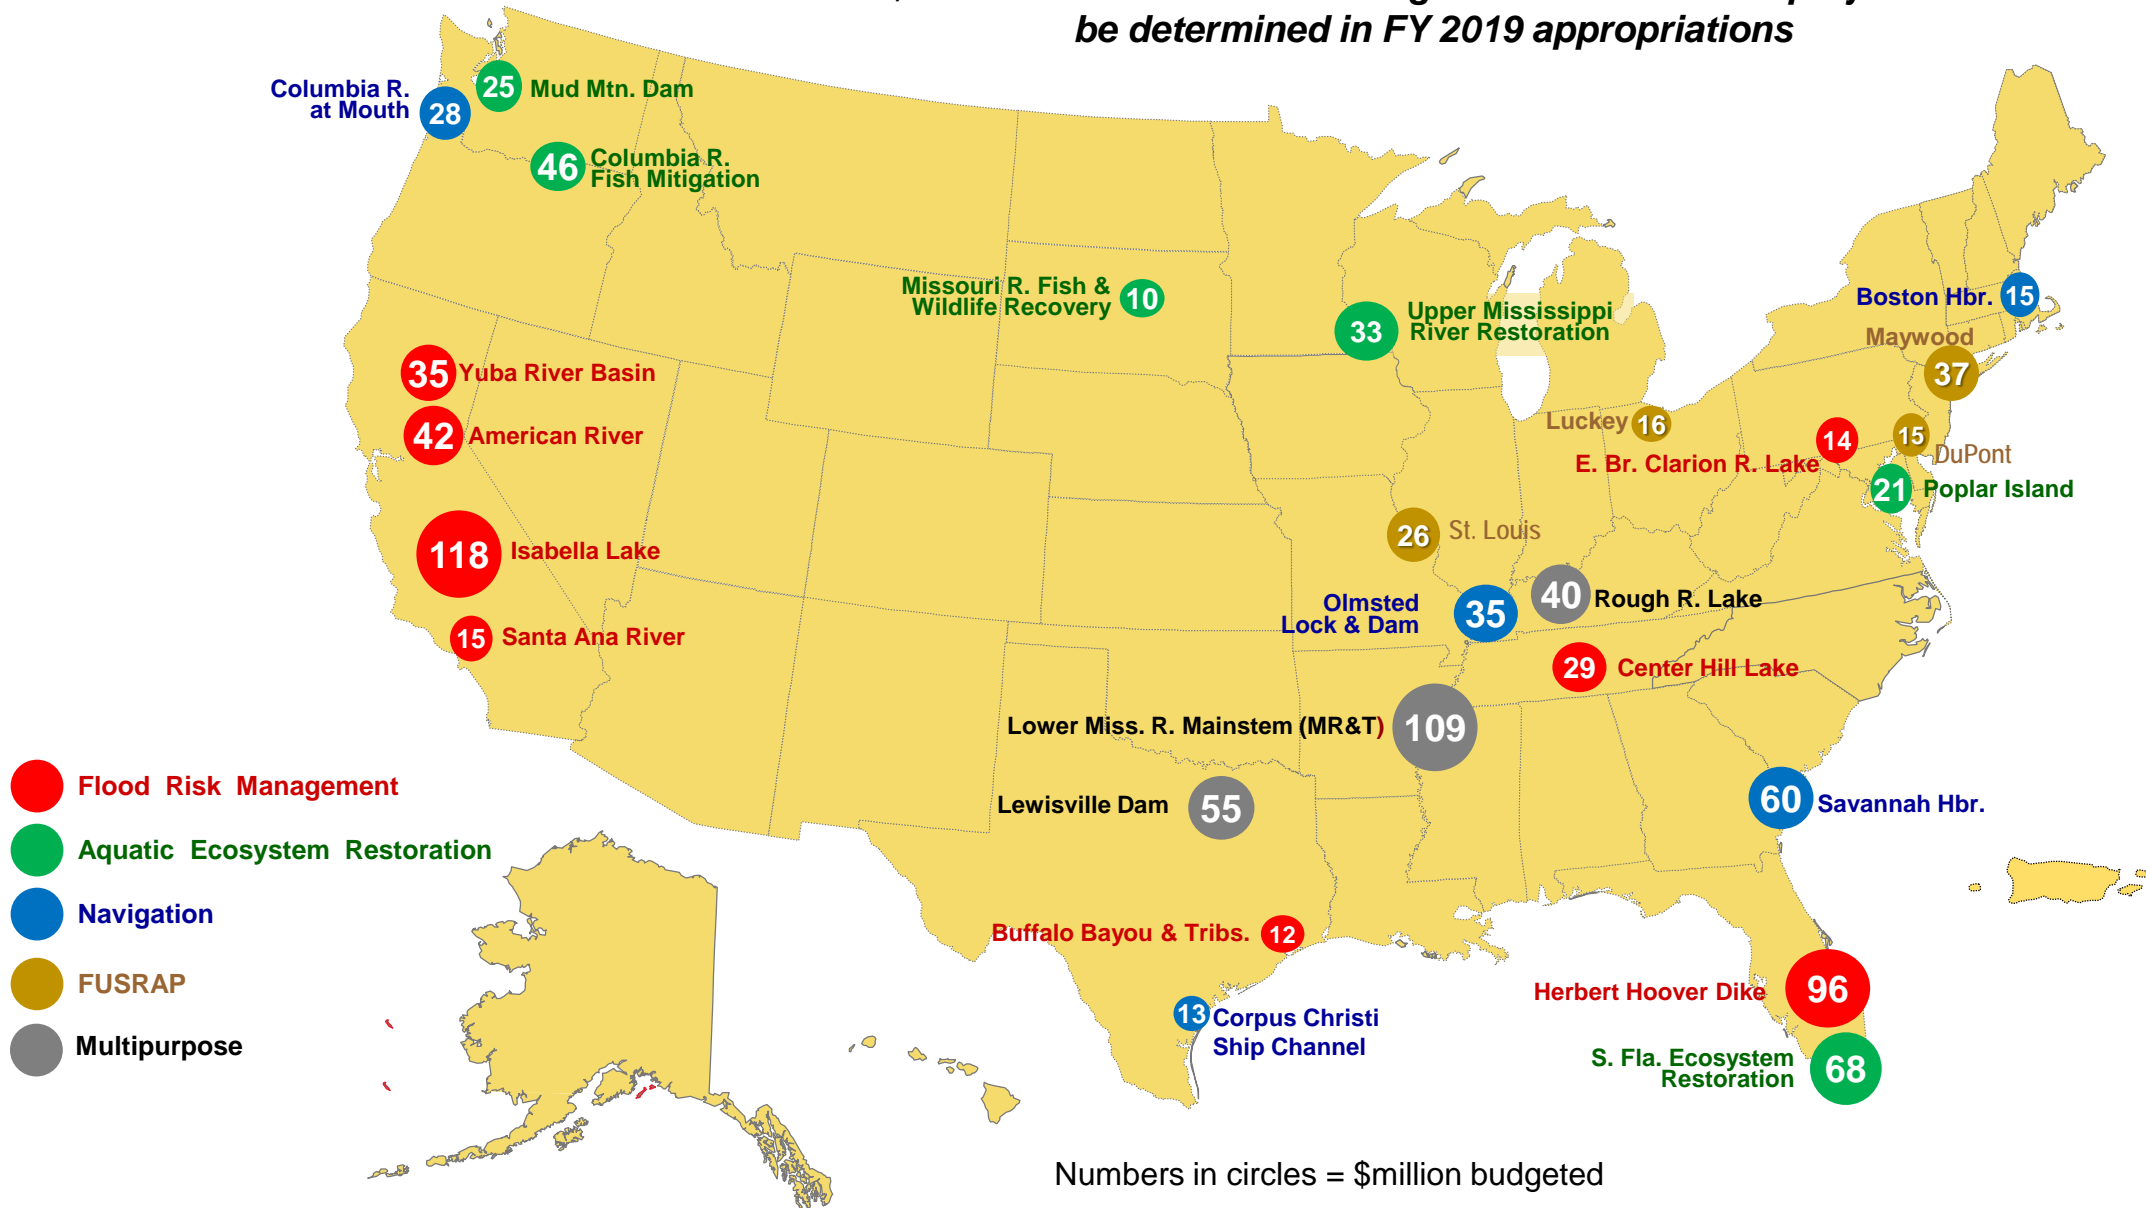 be determined in FY 2019 appropriations
Columbia R.
at Mouth
28
25
Mud Mtn. Dam
46
Columbia R.
Fish Mitigation
Missouri R. Fish &
Wildlife Recovery
10
33
Upper Mississippi
River Restoration
Boston Hbr.
15
Maywood
37
35
Yuba River Basin
42
American River
Luckey
16
14
15
DuPont
E. Br. Clarion R. Lake
21
Poplar Island
118
Isabella Lake
26
St. Louis
Olmsted
Lock & Dam
35
40
Rough R. Lake
15
Santa Ana River
29
Center Hill Lake
Lower Miss. R. Mainstem (MR&T)
109
Lewisville Dam
55
60
Savannah Hbr.
Flood Risk Management
Aquatic Ecosystem Restoration
Navigation
FUSRAP
Multipurpose
Buffalo Bayou & Tribs.
12
13
Corpus Christi
Ship Channel
Herbert Hoover Dike
96
S. Fla. Ecosystem
Restoration
68
Numbers in circles = $million budgeted